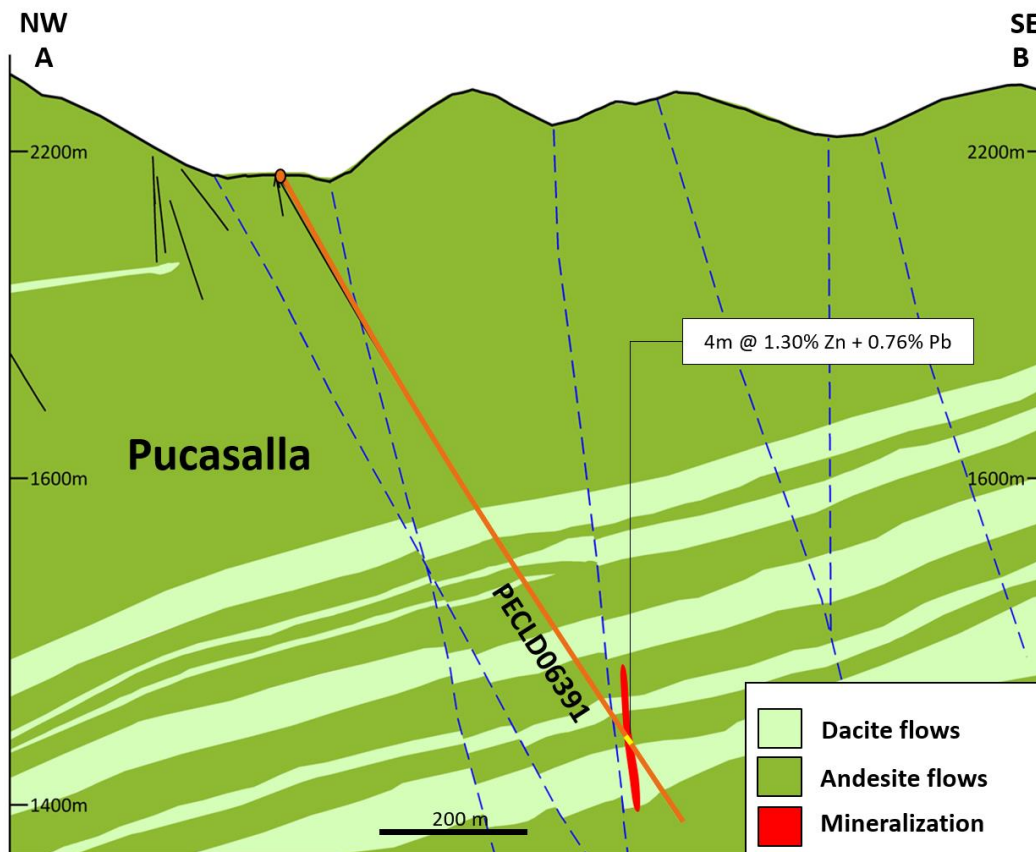 NW
A
SE
B
2200m
2200m
4m @ 1.30% Zn + 0.76% Pb
Pucasalla
1600m
1600m
PECLD06391
1400m
200 m
Dacite flows
Andesite flows
Mineralization